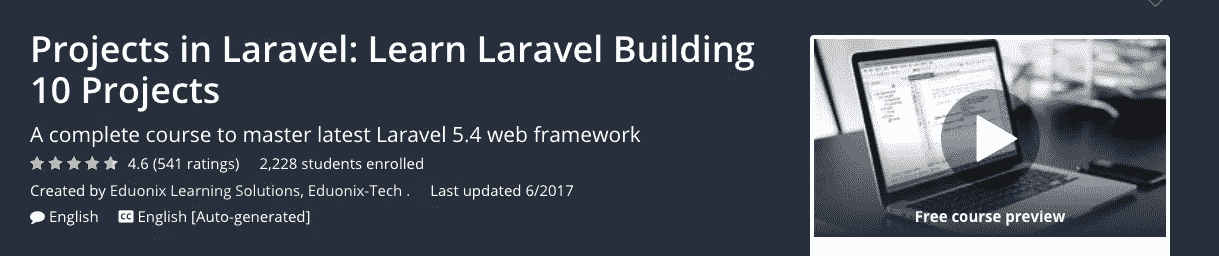 Projects in Laravel: Learn Laravel Building
10 Projects
A complete course to master latest Laravel 5.4 web framework
4.6 (541 ratings) 2,228 students enrolled
Created by Eduonix Learning Solutions, Eduonix-Tech . Last updated 6/2017
English CC English [Auto-generated]
Free course preview